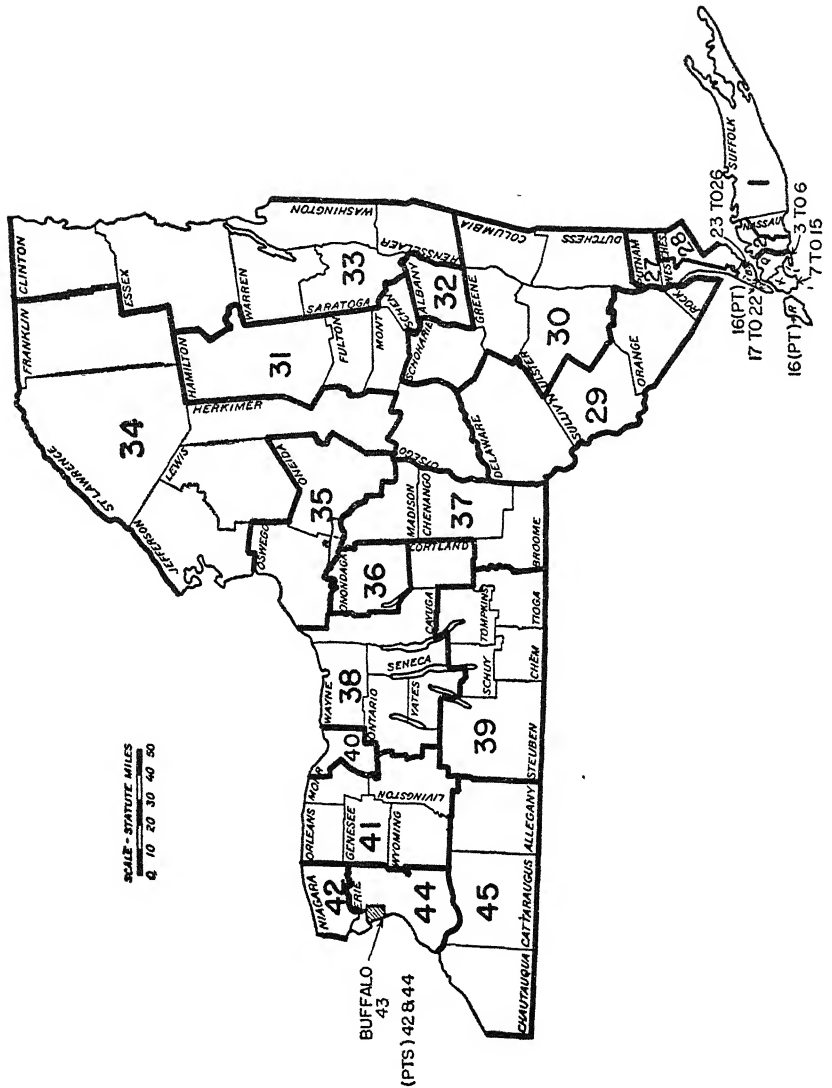 CLINTON
FRANKLIN
ESSEX
ST LAWRENCE
34
JEFFERSON
LEWIS
HERKIMER
HAMILTON
31
WARREN
WASHINGTON
33
SARATOGA
FULTON
MONT
SCHEN
RENSSELAER
ALBANY
32
SCHOHARIE
OTSEGO
ONEIDA
35
OSWEGO
ONONDAGA
36
MADISON
CHENANGO
37
CORTLAND
CAYUGA
BROOME
TIOGA
TOMPKINS
CHEM
SCHUY
SENECA
YATES
WAYNE
38
ONTARIO
39
STEUBEN
40
MONR
ORLEANS
GENESEE
41
WYOMING
LIVINGSTON
NIAGARA
42
ERIE
44
BUFFALO
43
(PTS) 42 & 44
45
CHAUTAUQUA
CATTARAUGUS
ALLEGANY
COLUMBIA
GREENE
30
DUTCHESS
DELAWARE
ULSTER
SULLIV'N
29
ORANGE
ROCK
PUTNAM
27
WESTCHES
28
23 TO 26
16 (PT)
17 TO 22
16 (PT)
R
Q
NASSAU
2
SUFFOLK
1
3 TO 6
7 TO 15
SCALE - STATUTE MILES
0 10 20 30 40 50